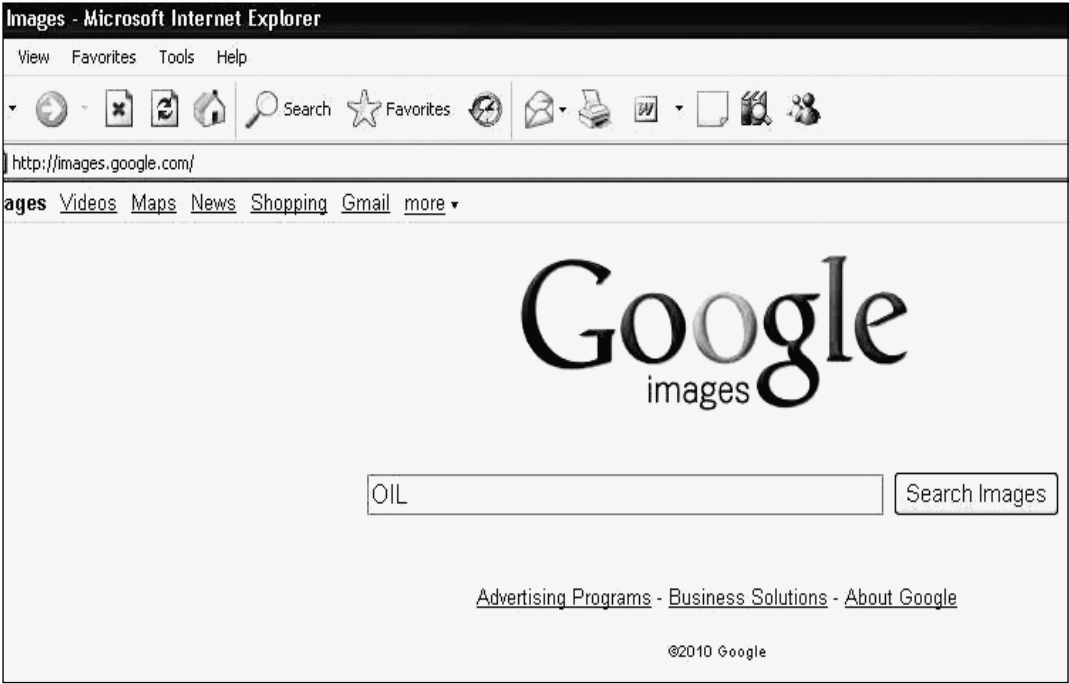 Images - Microsoft Internet Explorer
View Favorites Tools Help
Search Favorites W
http://images.google.com/
ages Videos Maps News Shopping Gmail more
Google
images
OIL Search Images
Advertising Programs - Business Solutions - About Google
©2010 Google